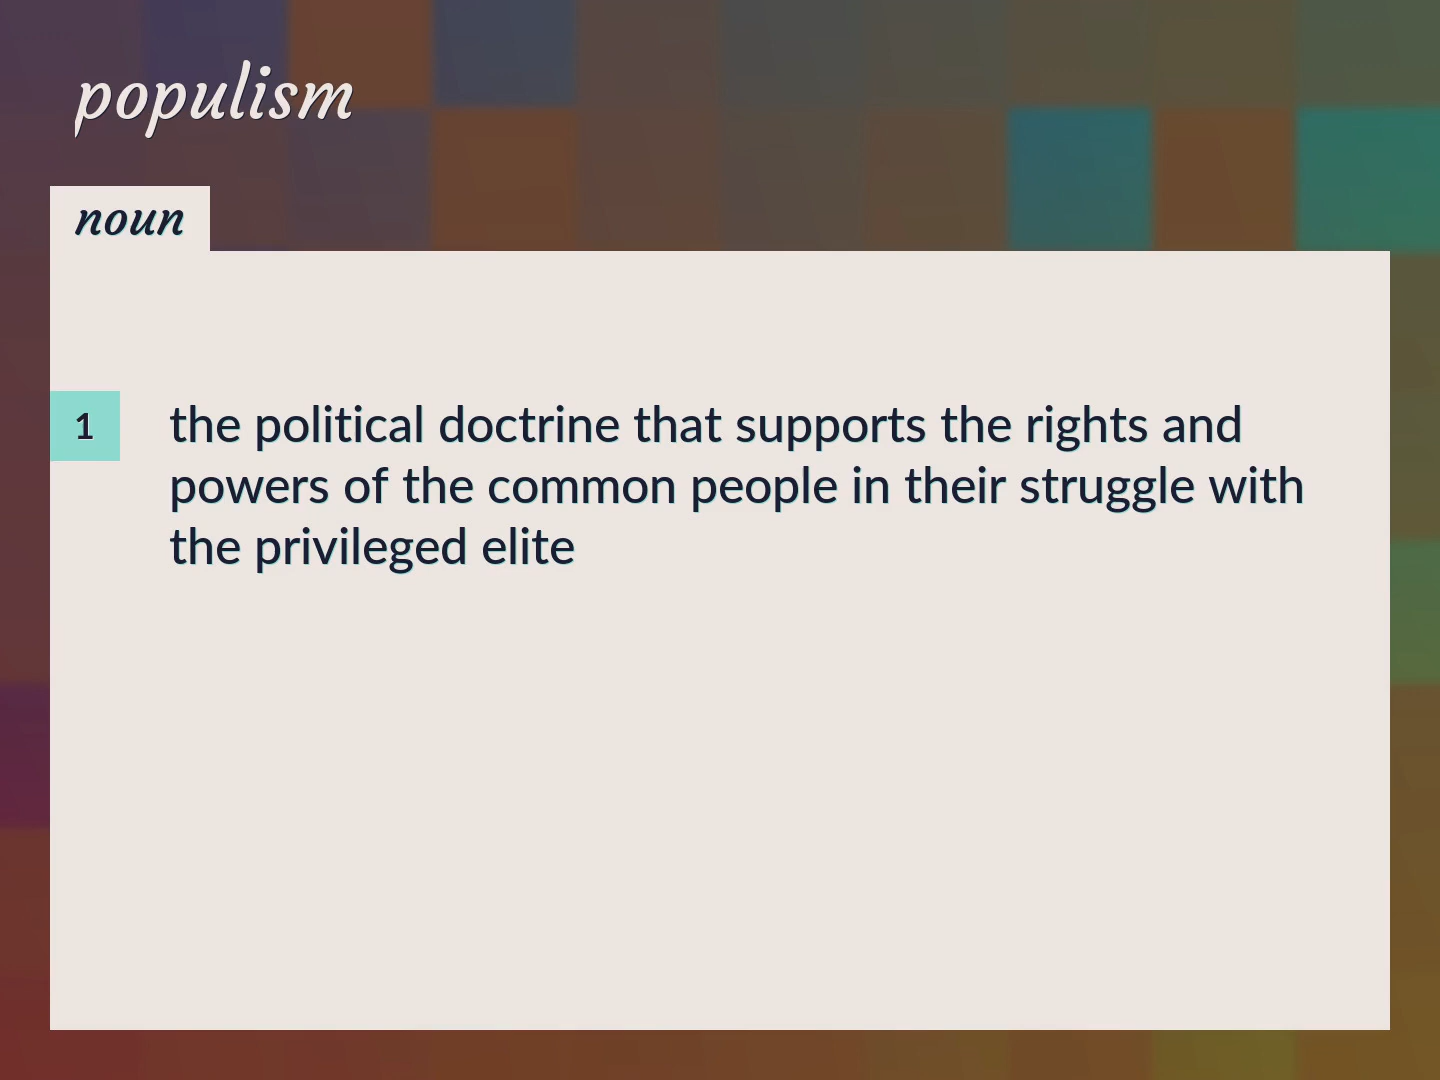 populism
noun
1
the political doctrine that supports the rights and
powers of the common people in their struggle with
the privileged elite